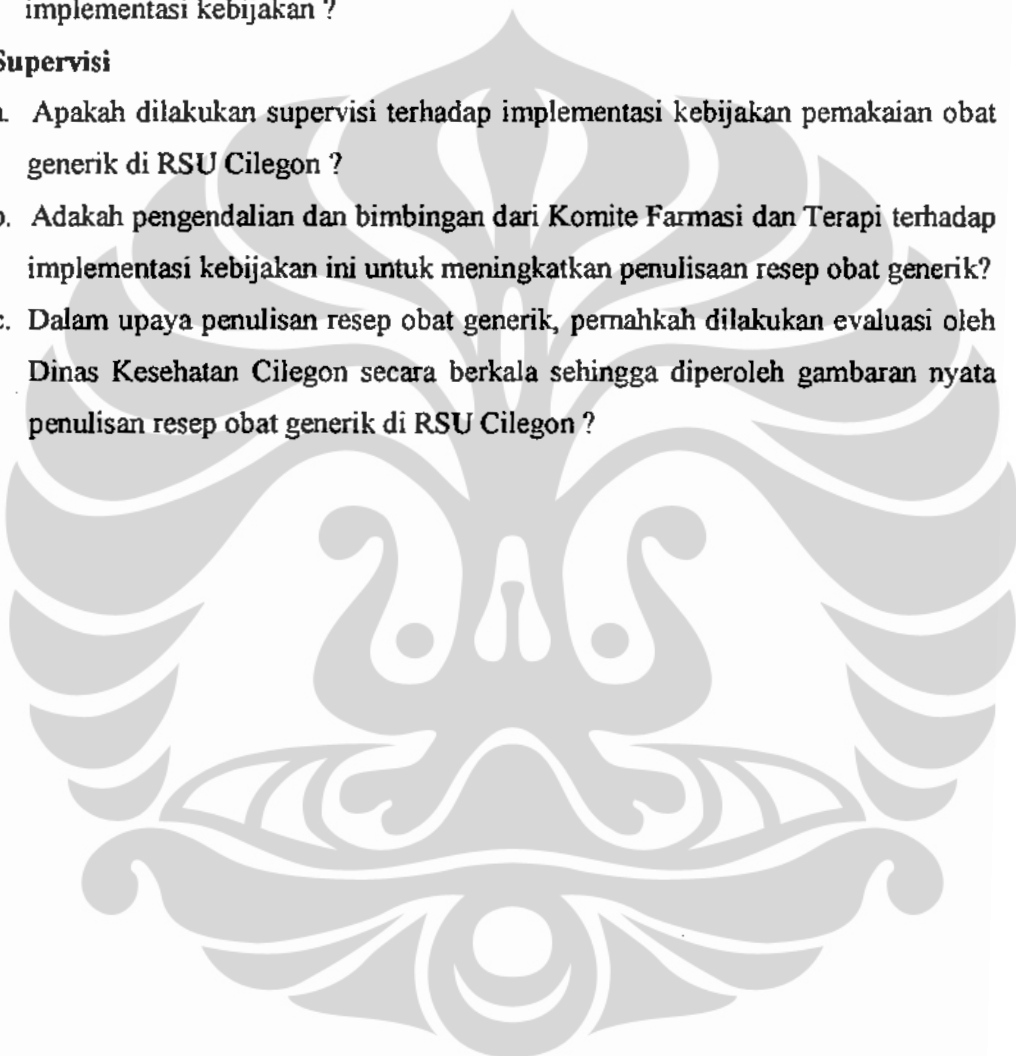 implementasi kebijakan ?
Supervisi
a. Apakah dilakukan supervisi terhadap implementasi kebijakan pemakaian obat
generik di RSU Cilegon ?
b. Adakah pengendalian dan bimbingan dari Komite Farmasi dan Terapi terhadap
implementasi kebijakan ini untuk meningkatkan penulisaan resep obat generik?
c. Dalam upaya penulisan resep obat generik, pernahkah dilakukan evaluasi oleh
Dinas Kesehatan Cilegon secara berkala sehingga diperoleh gambaran nyata
penulisan resep obat generik di RSU Cilegon ?